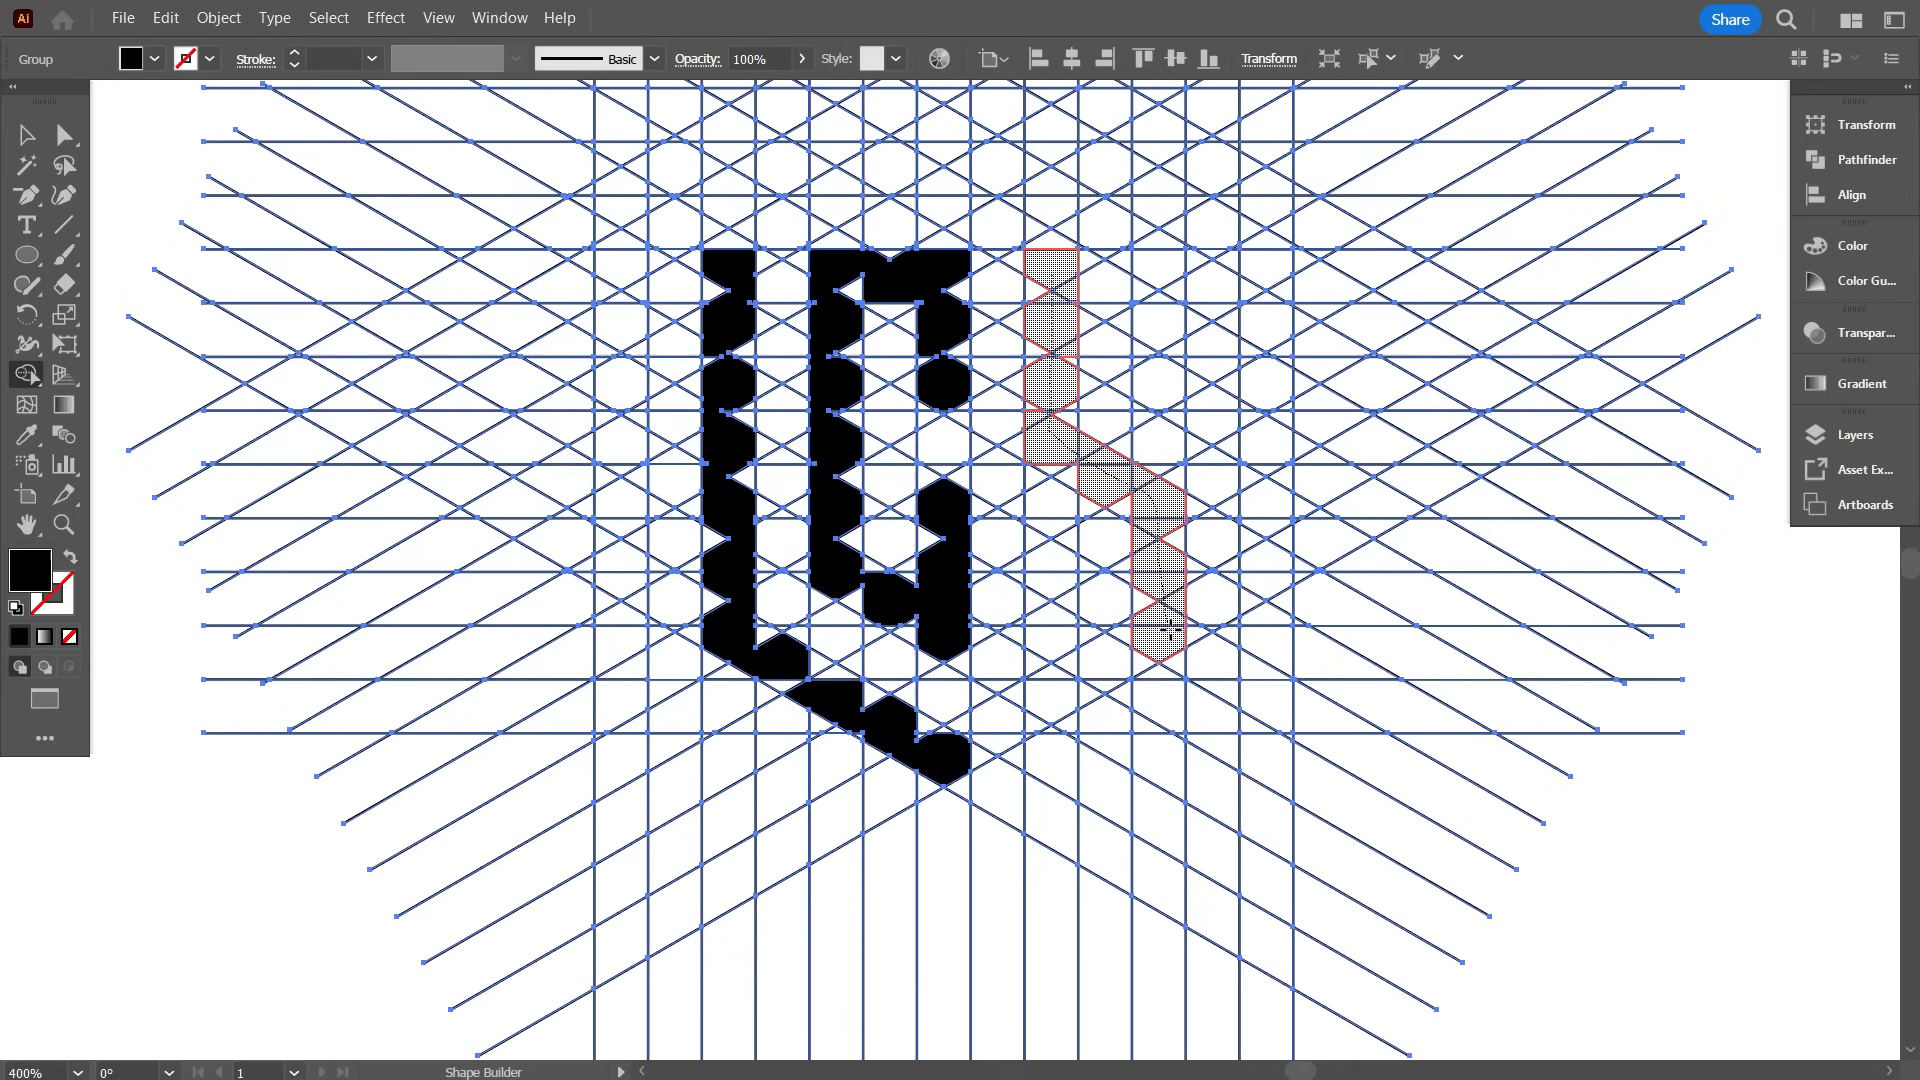 Ai File Edit Object Type Select Effect View Window Help Share
Group Stroke: Basic Opacity: 100% Style: Transform
Transform
Pathfinder
Align
Color
Color Gu...
Transpar...
Gradient
Layers
Asset Ex...
Artboards
400% 0° 1 Shape Builder